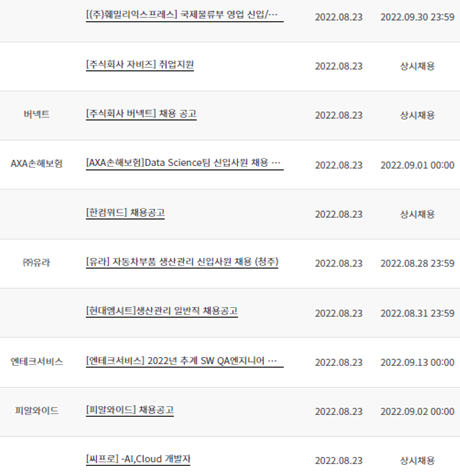 [(주)훼밀리익스프레스] 국제물류부 영업 신입/··· 2022.08.23 2022.09.30 23:59
[주식회사 자비즈] 취업지원 2022.08.23 상시채용
버넥트 [주식회사 버넥트] 채용 공고 2022.08.23 상시채용
AXA손해보험 [AXA손해보험]Data Science팀 신입사원 채용 ··· 2022.08.23 2022.09.01 00:00
[한컴위드] 채용공고 2022.08.23 상시채용
㈜유라 [유라] 자동차부품 생산관리 신입사원 채용 (청주) 2022.08.23 2022.08.28 23:59
[현대엠시트]생산관리 일반직 채용공고 2022.08.23 2022.08.31 23:59
엔테크서비스 [엔테크서비스] 2022년 추계 SW QA엔지니어 ··· 2022.08.23 2022.09.13 00:00
피알와이드 [피알와이드] 채용공고 2022.08.23 2022.09.02 00:00
[씨프로] -AI,Cloud 개발자 2022.08.23 상시채용